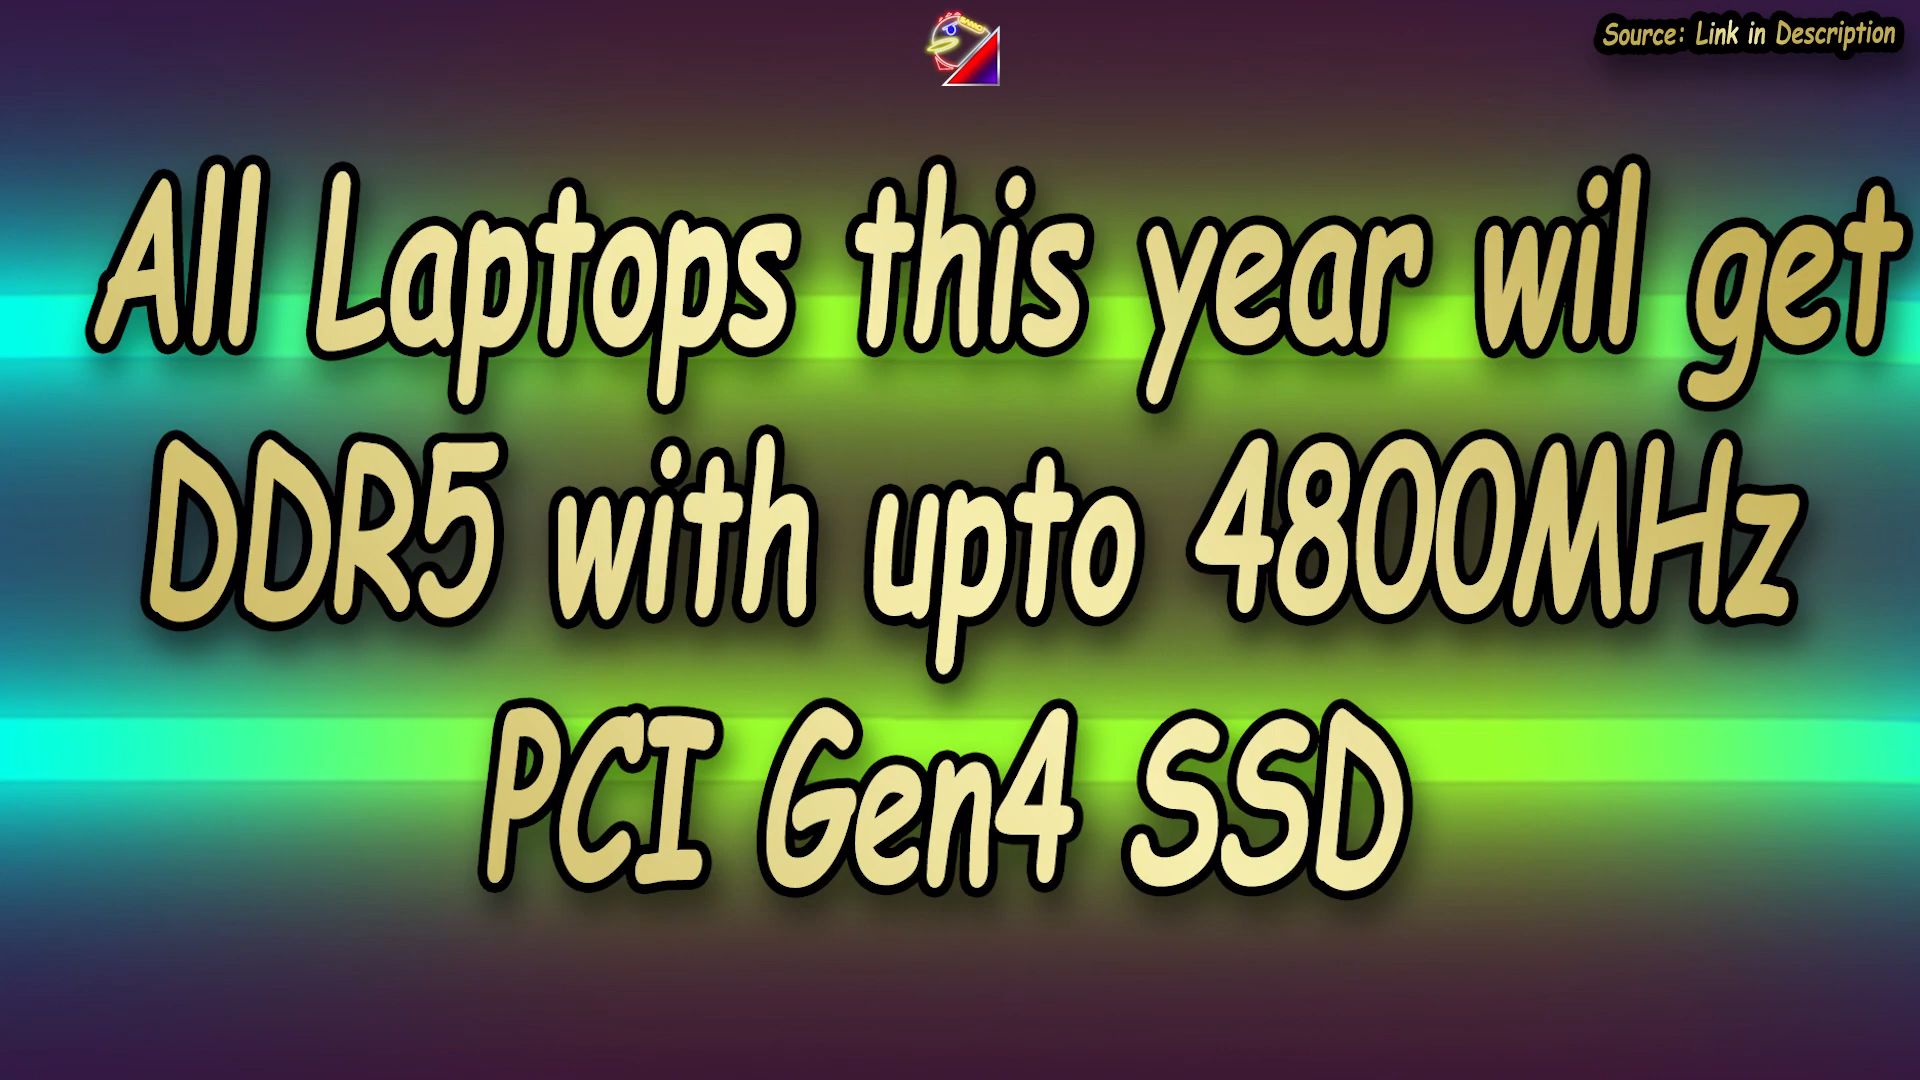 Source: Link in Description
All Laptops this year wil get
DDR5 with upto 4800MHz
PCI Gen4 SSD